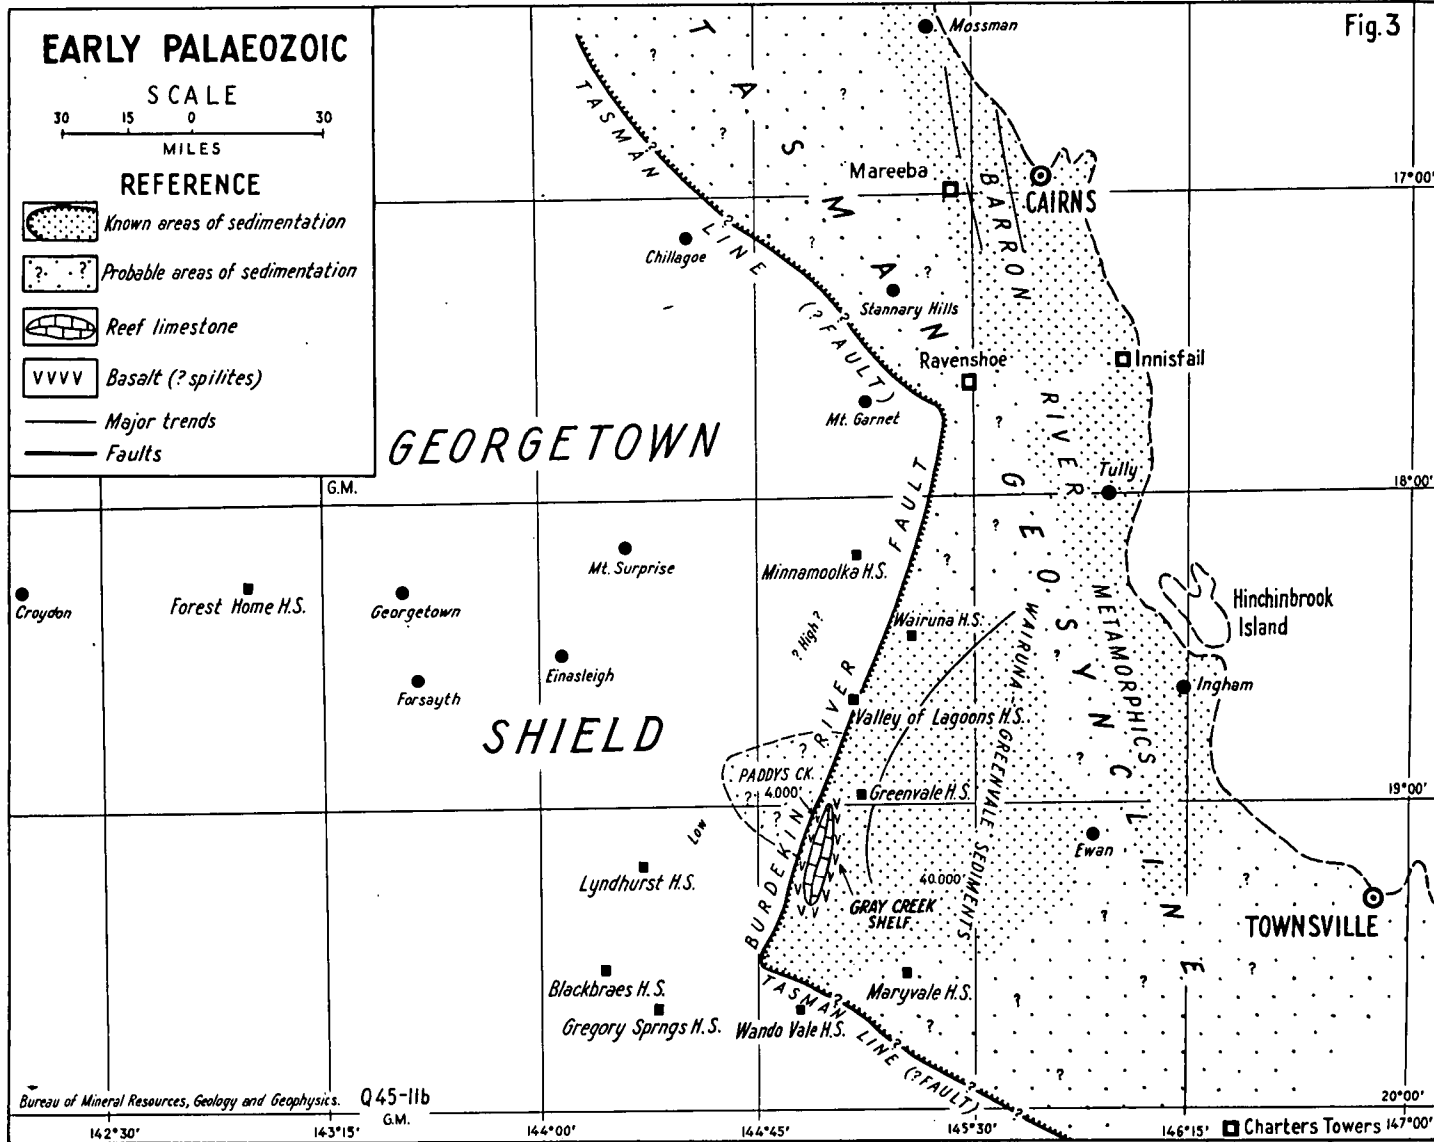 Fig.3
EARLY PALAEOZOIC
SCALE
30 15 0 30
MILES
REFERENCE
Known areas of sedimentation
? ? Probable areas of sedimentation
Reef limestone
VVVV Basalt (? spilites)
Major trends
Faults
G.M.
Mossman
TASMAN GEOSYNCLINE
TASMAN LINE (? FAULT)
Mareeba
CAIRNS
17°00'
BARRON RIVER METAMORPHICS
Chillagoe
Stannary Hills
Ravenshoe
Innisfail
Mt. Garnet
GEORGETOWN SHIELD
Tully
18°00'
BURDEKIN RIVER FAULT
Mt. Surprise
Minnamoolka H.S.
Croydon
Forest Home H.S.
Georgetown
Hinchinbrook
Island
? High ?
Wairuna H.S.
WAIRUNA GREENVALE SEDIMENTS
Einasleigh
Forsayth
Ingham
Valley of Lagoons H.S.
PADDYS CK.
4,000'
Greenvale H.S.
19°00'
Low
Ewan
Lyndhurst H.S.
40,000'
GRAY CREEK
SHELF
TOWNSVILLE
Blackbraes H.S.
Maryvale H.S.
Gregory Sprngs H.S.
Wando Vale H.S.
TASMAN LINE (?FAULT)
Bureau of Mineral Resources, Geology and Geophysics. Q45-11b
G.M.
20°00'
142°30' 143°15' 144°00' 144°45' 145°30' 146°15' Charters Towers 147°00'